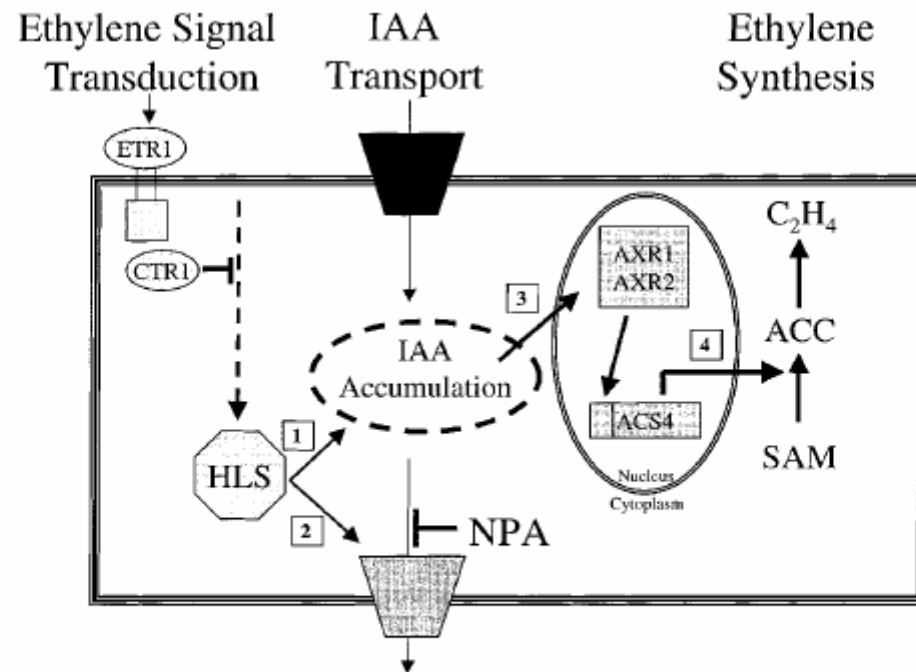 Ethylene Signal
Transduction
IAA
Transport
Ethylene
Synthesis
ETR1
CTR1
C₂H₄
AXR1
AXR2
3
IAA
Accumulation
4
ACC
ACS4
1
HLS
SAM
Nucleus
Cytoplasm
2
NPA